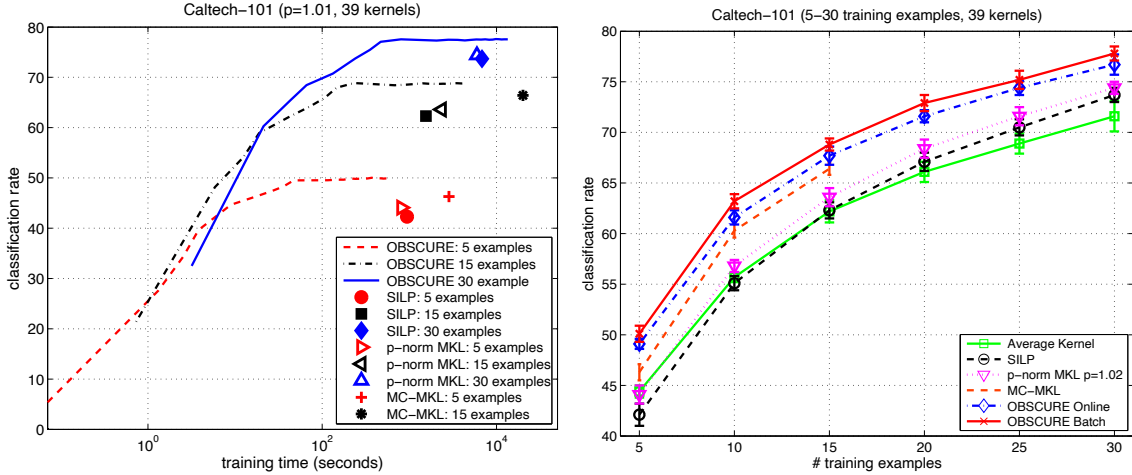 Caltech−101 (p=1.01, 39 kernels)
80
70
60
50
40
30
20
10
0
classification rate
10^0
10^2
10^4
training time (seconds)
OBSCURE: 5 examples
OBSCURE 15 examples
OBSCURE 30 example
SILP: 5 examples
SILP: 15 examples
SILP: 30 examples
p−norm MKL: 5 examples
p−norm MKL: 15 examples
p−norm MKL: 30 examples
MC−MKL: 5 examples
MC−MKL: 15 examples
Caltech−101 (5−30 training examples, 39 kernels)
80
75
70
65
60
55
50
45
40
classification rate
5
10
15
20
25
30
# training examples
Average Kernel
SILP
p−norm MKL p=1.02
MC−MKL
OBSCURE Online
OBSCURE Batch